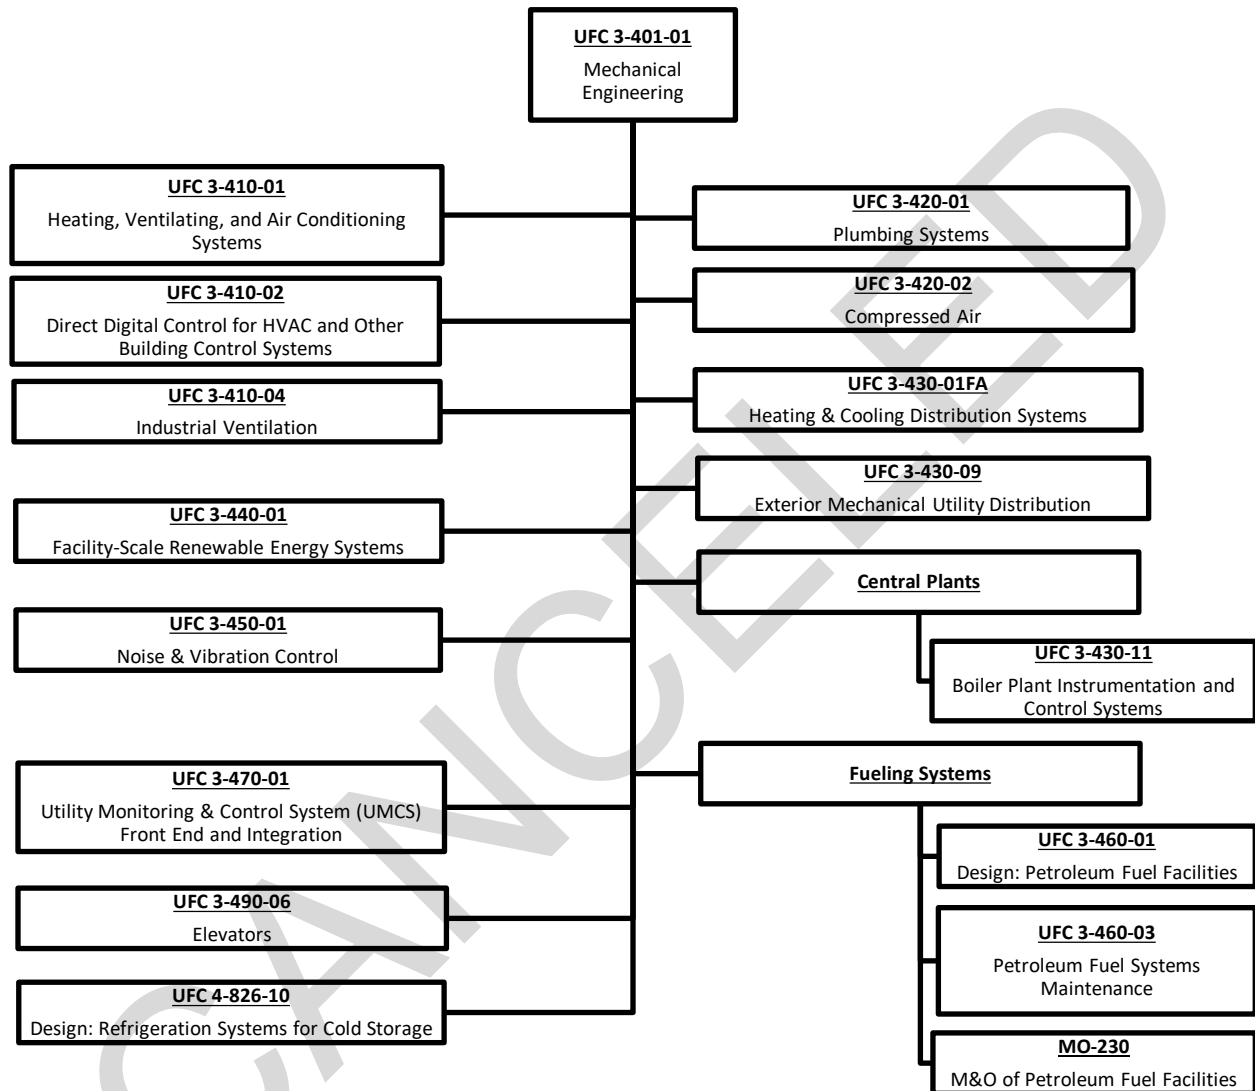 UFC 3-401-01
Mechanical
Engineering
UFC 3-410-01
Heating, Ventilating, and Air Conditioning
Systems
UFC 3-410-02
Direct Digital Control for HVAC and Other
Building Control Systems
UFC 3-410-04
Industrial Ventilation
UFC 3-440-01
Facility-Scale Renewable Energy Systems
UFC 3-450-01
Noise & Vibration Control
UFC 3-470-01
Utility Monitoring & Control System (UMCS)
Front End and Integration
UFC 3-490-06
Elevators
UFC 4-826-10
Design: Refrigeration Systems for Cold Storage
UFC 3-420-01
Plumbing Systems
UFC 3-420-02
Compressed Air
UFC 3-430-01FA
Heating & Cooling Distribution Systems
UFC 3-430-09
Exterior Mechanical Utility Distribution
Central Plants
UFC 3-430-11
Boiler Plant Instrumentation and
Control Systems
Fueling Systems
UFC 3-460-01
Design: Petroleum Fuel Facilities
UFC 3-460-03
Petroleum Fuel Systems
Maintenance
MO-230
M&O of Petroleum Fuel Facilities
CANCELED